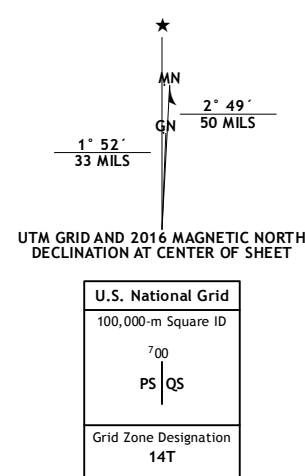 ★
MN
2° 49´
50 MILS
GN
1° 52´
33 MILS
UTM GRID AND 2016 MAGNETIC NORTH
DECLINATION AT CENTER OF SHEET
U.S. National Grid
100,000-m Square ID
⁷00
PS QS
Grid Zone Designation
14T